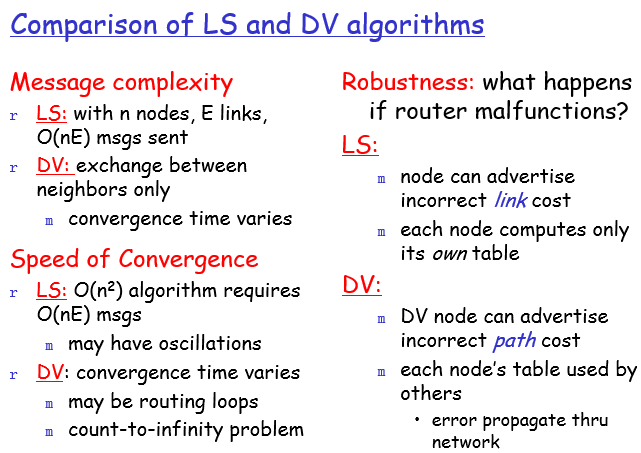 Comparison of LS and DV algorithms
Message complexity
r LS: with n nodes, E links,
O(nE) msgs sent
r DV: exchange between
neighbors only
m convergence time varies
Speed of Convergence
r LS: O(n²) algorithm requires
O(nE) msgs
m may have oscillations
r DV: convergence time varies
m may be routing loops
m count-to-infinity problem
Robustness: what happens
if router malfunctions?
LS:
m node can advertise
incorrect link cost
m each node computes only
its own table
DV:
m DV node can advertise
incorrect path cost
m each node's table used by
others
• error propagate thru
network